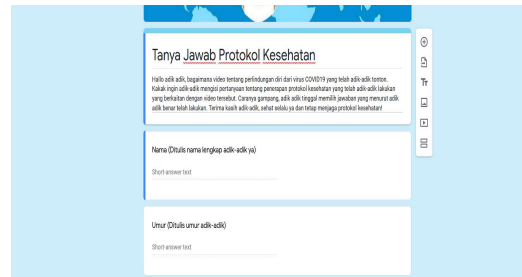 Tanya Jawab Protokol Kesehatan
Hallo adik adik, bagaimana video tentang perlindungan diri dari virus COVID19 yang telah adik-adik tonton.
Kakak ingin adik-adik mengisi pertanyaan tentang penerapan protokol kesehatan yang telah adik-adik lakukan
yang berkaitan dengan video tersebut. Caranya gampang, adik adik tinggal memilih jawaban yang menurut adik
adik benar telah lakukan. Terima kasih adik-adik, sehat selalu ya dan tetap menjaga protokol kesehatan!
Nama (Ditulis nama lengkap adik-adik ya)
Short-answer text
Umur (Ditulis umur adik-adik)
Short-answer text